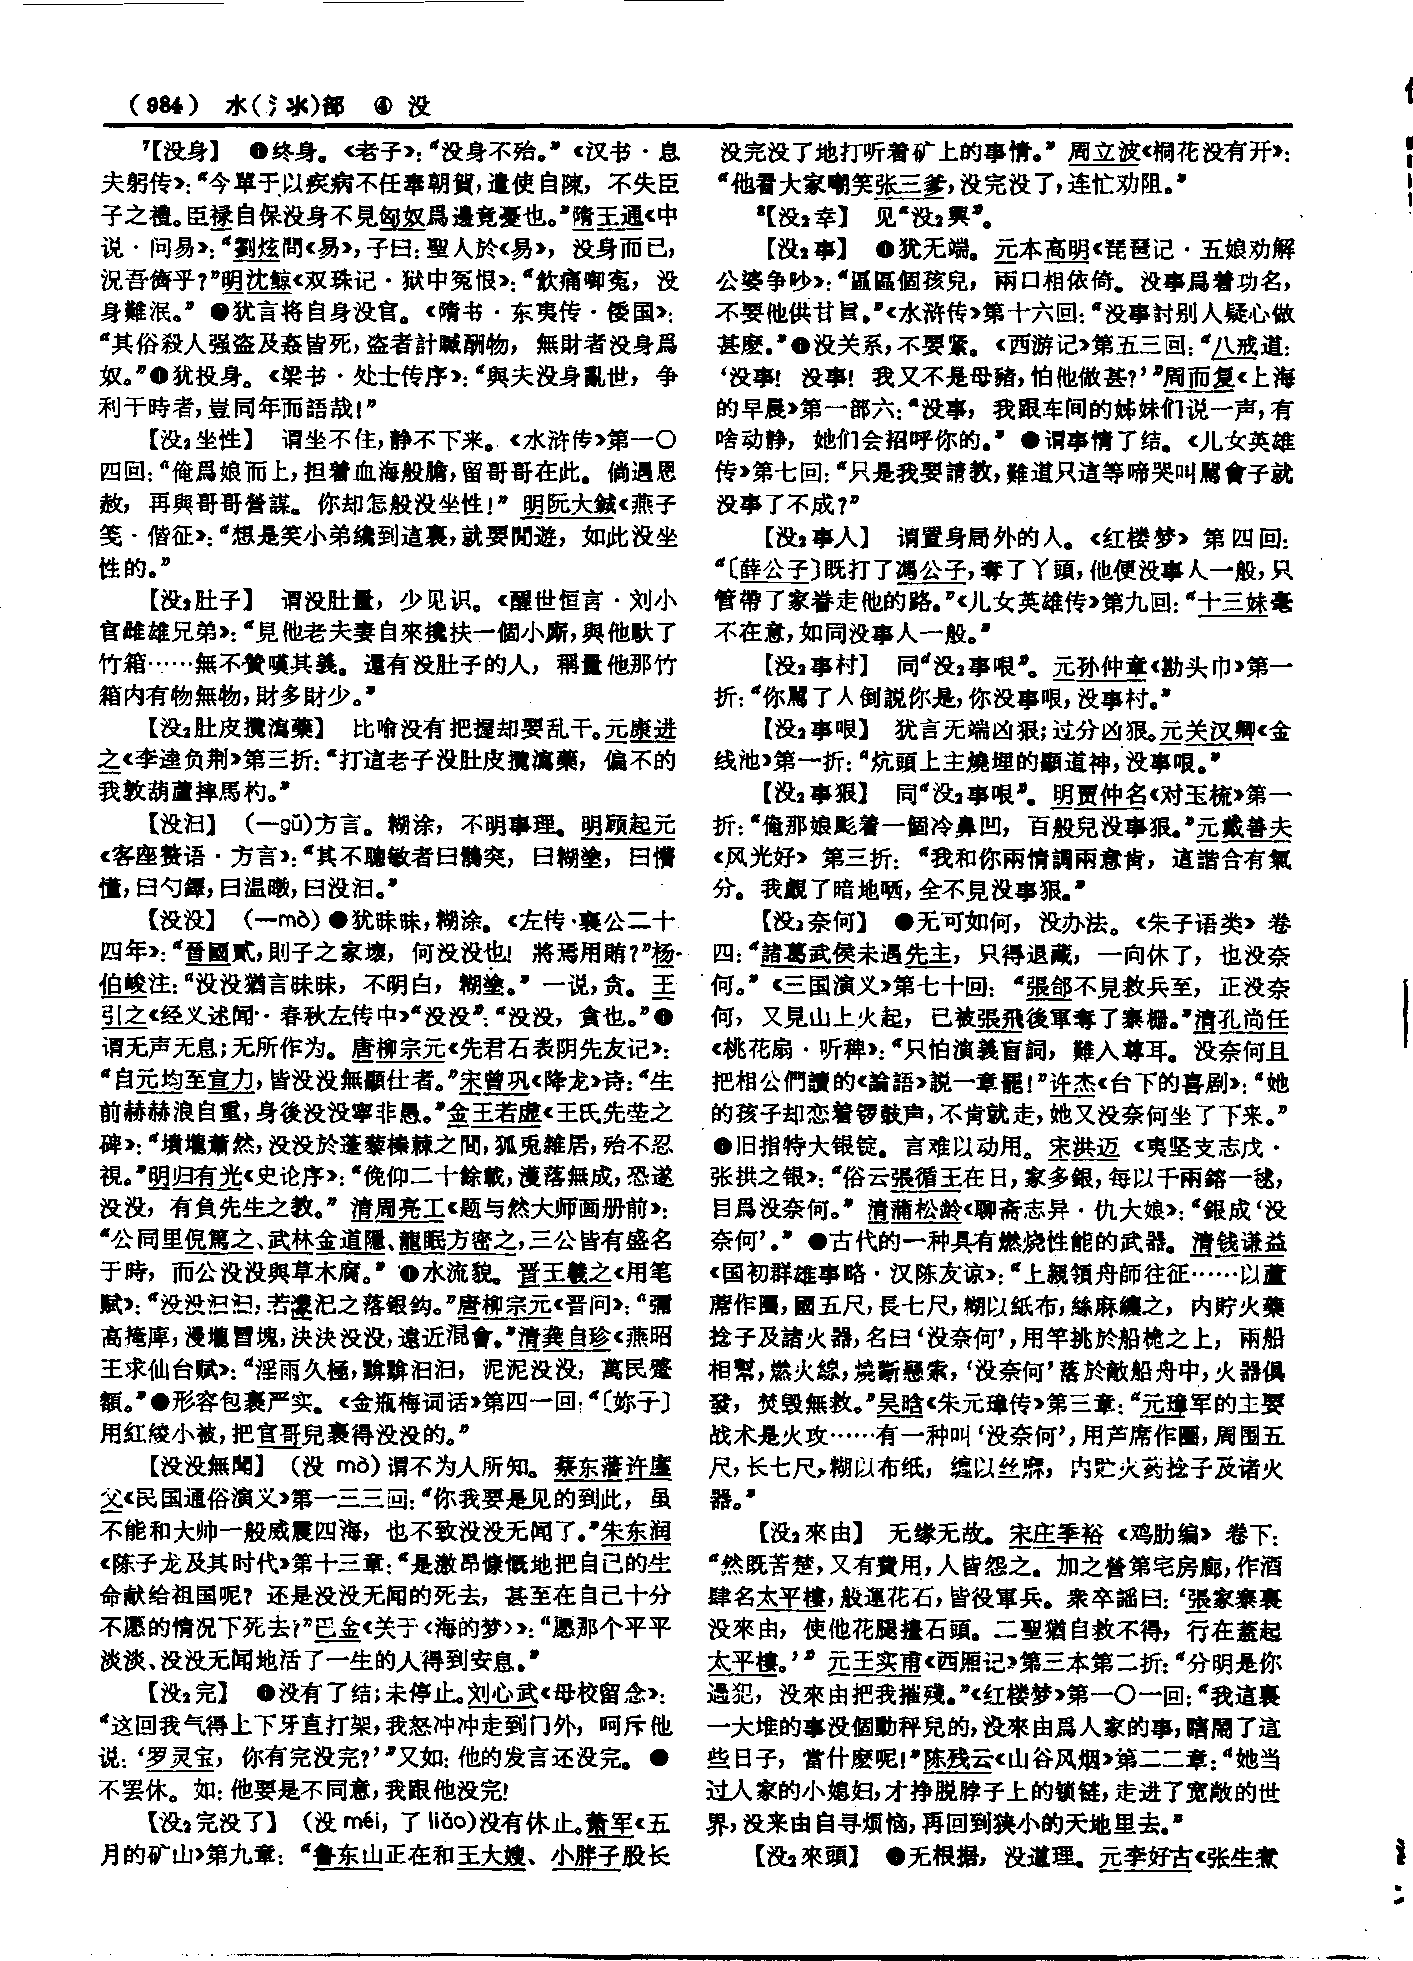 (984) 水(氵氺)部 ④ 没
⁷【没身】 ❶终身。《老子》：“没身不殆。”《汉书·息
夫躬传》：“今單于以疾病不任奉朝賀，遣使自陳，不失臣
子之禮。臣禄自保没身不見匈奴爲邊竟憂也。”隋王通《中
说·问易》：“劉炫問《易》，子曰：聖人於《易》，没身而已，
況吾儕乎？”明沈鲸《双珠记·狱中冤恨》：“飲痛啣冤，没
身難泯。”❷犹言将自身没官。《隋书·东夷传·倭国》：
“其俗殺人强盗及姦皆死，盗者計贓酬物，無財者没身爲
奴。”❸犹投身。《梁书·处士传序》：“與夫没身亂世，争
利干時者，豈同年而語哉！”
【没₂坐性】 谓坐不住，静不下来。《水浒传》第一〇
四回：“俺爲娘而上，担着血海般膽，留哥哥在此。倘遇恩
赦，再與哥哥營謀。你却怎般没坐性！”明阮大鋮《燕子
笺·偕征》：“想是笑小弟纔到這裏，就要閒遊，如此没坐
性的。”
【没₂肚子】 谓没肚量，少见识。《醒世恒言·刘小
官雌雄兄弟》：“見他老夫妻自來攙扶一個小厮，與他馱了
竹箱……無不贊嘆其義。還有没肚子的人，稱量他那竹
箱内有物無物，財多財少。”
【没₂肚皮攬瀉藥】 比喻没有把握却要乱干。元康进
之《李逵负荆》第三折：“打這老子没肚皮攬瀉藥，偏不的
我敦葫蘆摔馬杓。”
【没汩】 (一gǔ)方言。糊涂，不明事理。明顾起元
《客座赘语·方言》：“其不聰敏者曰鶻突，曰糊塗，曰懵
懂，曰勺鐸，曰温暾，曰没汩。”
【没没】 (一mò)❶犹昧昧，糊涂。《左传·襄公二十
四年》：“晉國貳，則子之家壞，何没没也！將焉用賄？”杨
伯峻注：“没没猶言昧昧，不明白，糊塗。”一说，贪。王
引之《经义述闻·春秋左传中》“没没”：“没没，貪也。”❷
谓无声无息；无所作为。唐柳宗元《先君石表阴先友记》：
“自元均至宣力，皆没没無顯仕者。”宋曾巩《降龙》诗：“生
前赫赫浪自重，身後没没寧非愚。”金王若虚《王氏先茔之
碑》：“墳壠蕭然，没没於蓬藜榛棘之間，狐兎雜居，殆不忍
視。”明归有光《史论序》：“俛仰二十餘載，濩落無成，恐遂
没没，有負先生之教。”清周亮工《题与然大师画册前》：
“公同里倪篤之、武林金道隱、龍眠方密之，三公皆有盛名
于時，而公没没與草木腐。”❸水流貌。晋王羲之《用笔
赋》：“没没汩汩，若濛汜之落銀鈎。”唐柳宗元《晋问》：“彌
高掩庳，漫壠冒塊，決決没没，遠近混會。”清龚自珍《燕昭
王求仙台賦》：“淫雨久極，黝黝汩汩，泥泥没没，萬民蹙
額。”❹形容包裹严实。《金瓶梅词话》第四一回：“〔妳子〕
用紅綾小被，把官哥兒裹得没没的。”
【没没無聞】 (没 mò)谓不为人所知。蔡东藩许廑
父《民国通俗演义》第一三三回：“你我要是见的到此，虽
不能和大帅一般威震四海，也不致没没无闻了。”朱东润
《陈子龙及其时代》第十三章：“是激昂慷慨地把自己的生
命献给祖国呢？还是没没无闻的死去，甚至在自己十分
不愿的情况下死去？”巴金《关于〈海的梦〉》：“愿那个平平
淡淡、没没无闻地活了一生的人得到安息。”
【没₂完】 ❶没有了结；未停止。刘心武《母校留念》：
“这回我气得上下牙直打架，我怒冲冲走到门外，呵斥他
说：‘罗灵宝，你有完没完？’”又如：他的发言还没完。❷
不罢休。如：他要是不同意，我跟他没完！
【没₂完没了】 (没 méi，了 liǎo)没有休止。萧军《五
月的矿山》第九章：“鲁东山正在和王大嫂、小胖子股长
没完没了地打听着矿上的事情。”周立波《桐花没有开》：
“他看大家嘲笑张三爹，没完没了，连忙劝阻。”
⁸【没₂幸】 见“没₂興”。
【没₂事】 ❶犹无端。元本高明《琵琶记·五娘劝解
公婆争吵》：“區區個孩兒，兩口相依倚。没事爲着功名，
不要他供甘旨。”《水浒传》第十六回：“没事討别人疑心做
甚麽。”❷没关系，不要紧。《西游记》第五三回：“八戒道：
‘没事！没事！我又不是母豬，怕他做甚？’”周而复《上海
的早晨》第一部六：“没事，我跟车间的姊妹们说一声，有
啥动静，她们会招呼你的。”❸谓事情了结。《儿女英雄
传》第七回：“只是我要請教，難道只這等啼哭叫駡會子就
没事了不成？”
【没₂事人】 谓置身局外的人。《红楼梦》第四回：
“〔薛公子〕既打了馮公子，奪了丫頭，他便没事人一般，只
管帶了家眷走他的路。”《儿女英雄传》第九回：“十三妹毫
不在意，如同没事人一般。”
【没₂事村】 同“没₂事哏”。元孙仲章《勘头巾》第一
折：“你駡了人倒説你是，你没事哏，没事村。”
【没₂事哏】 犹言无端凶狠；过分凶狠。元关汉卿《金
线池》第一折：“炕頭上主燒埋的顯道神，没事哏。”
【没₂事狠】 同“没₂事哏”。明贾仲名《对玉梳》第一
折：“俺那娘彫着一個冷鼻凹，百般兒没事狠。”元戴善夫
《风光好》第三折：“我和你兩情調兩意肯，這諧合有氣
分。我覷了暗地哂，全不見没事狠。”
【没₂奈何】 ❶无可如何，没办法。《朱子语类》卷
四：“諸葛武侯未遇先主，只得退藏，一向休了，也没奈
何。”《三国演义》第七十回：“張郃不見救兵至，正没奈
何，又見山上火起，已被張飛後軍奪了寨栅。”清孔尚任
《桃花扇·听稗》：“只怕演義盲詞，難入尊耳。没奈何且
把相公們讀的《論語》説一章罷！”许杰《台下的喜剧》：“她
的孩子却恋着锣鼓声，不肯就走，她又没奈何坐了下来。”
❷旧指特大银锭。言难以动用。宋洪迈《夷坚支志戊·
张拱之银》：“俗云張循王在日，家多銀，每以千兩鎔一毬，
目爲没奈何。”清蒲松龄《聊斋志异·仇大娘》：“銀成‘没
奈何’。”❸古代的一种具有燃烧性能的武器。清钱谦益
《国初群雄事略·汉陈友谅》：“上親領舟師往征……以蘆
蓆作圈，圍五尺，長七尺，糊以紙布，絲麻纏之，内貯火藥
捻子及諸火器，名曰‘没奈何’，用竿挑於船桅之上，兩船
相幫，燃火綫，燒斷懸索，‘没奈何’落於敵船舟中，火器俱
發，焚毁無救。”吴晗《朱元璋传》第三章：“元璋军的主要
战术是火攻……有一种叫‘没奈何’，用芦席作圈，周围五
尺，长七尺，糊以布纸，缠以丝麻，内贮火药捻子及诸火
器。”
【没₂來由】 无缘无故。宋庄季裕《鸡肋编》卷下：
“然既苦楚，又有費用，人皆怨之。加之營第宅房廊，作酒
肆名太平樓，般運花石，皆役軍兵。衆卒謡曰：‘張家寨裏
没來由，使他花腿擡石頭。二聖猶自救不得，行在蓋起
太平樓。’”元王实甫《西厢记》第三本第二折：“分明是你
過犯，没來由把我摧殘。”《红楼梦》第一〇一回：“我這裏
一大堆的事没個動秤兒的，没來由爲人家的事，瞎鬧了這
些日子，當什麽呢！”陈残云《山谷风烟》第二二章：“她当
过人家的小媳妇，才挣脱脖子上的锁链，走进了宽敞的世
界，没来由自寻烦恼，再回到狭小的天地里去。”
【没₂來頭】 ❶无根据，没道理。元李好古《张生煮